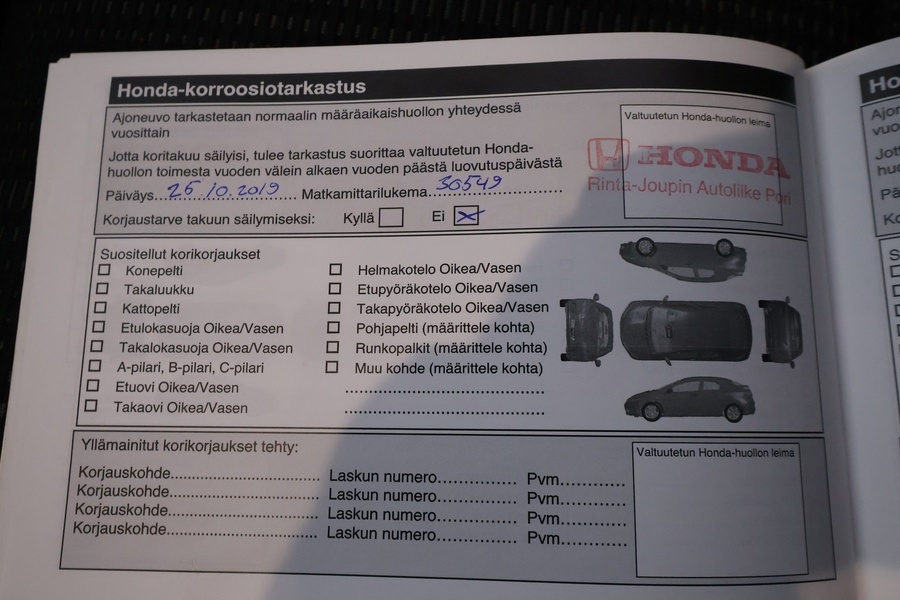 Honda-korroosiotarkastus
Ajoneuvo tarkastetaan normaalin määräaikaishuollon yhteydessä
vuosittain
Jotta koritakuu säilyisi, tulee tarkastus suorittaa valtuutetun Honda-
huollon toimesta vuoden välein alkaen vuoden päästä luovutuspäivästä
Päiväys...25/10.2019...... Matkamittarilukema..30549...............
Korjaustarve takuun säilymiseksi: Kyllä Ei X
Valtuutetun Honda-huollon leima
HONDA
Rinta-Joupin Autoliike Pori
Suositellut korikorjaukset
Konepelti
Takaluukku
Kattopelti
Etulokasuoja Oikea/Vasen
Takalokasuoja Oikea/Vasen
A-pilari, B-pilari, C-pilari
Etuovi Oikea/Vasen
Takaovi Oikea/Vasen
Helmakotelo Oikea/Vasen
Etupyöräkotelo Oikea/Vasen
Takapyöräkotelo Oikea/Vasen
Pohjapelti (määrittele kohta)
Runkopalkit (määrittele kohta)
Muu kohde (määrittele kohta)
Yllämainitut korikorjaukset tehty:
Korjauskohde.................................. Laskun numero.................. Pvm..............
Korjauskohde.................................. Laskun numero.................. Pvm..............
Korjauskohde.................................. Laskun numero.................. Pvm..............
Korjauskohde.................................. Laskun numero.................. Pvm..............
Valtuutetun Honda-huollon leima